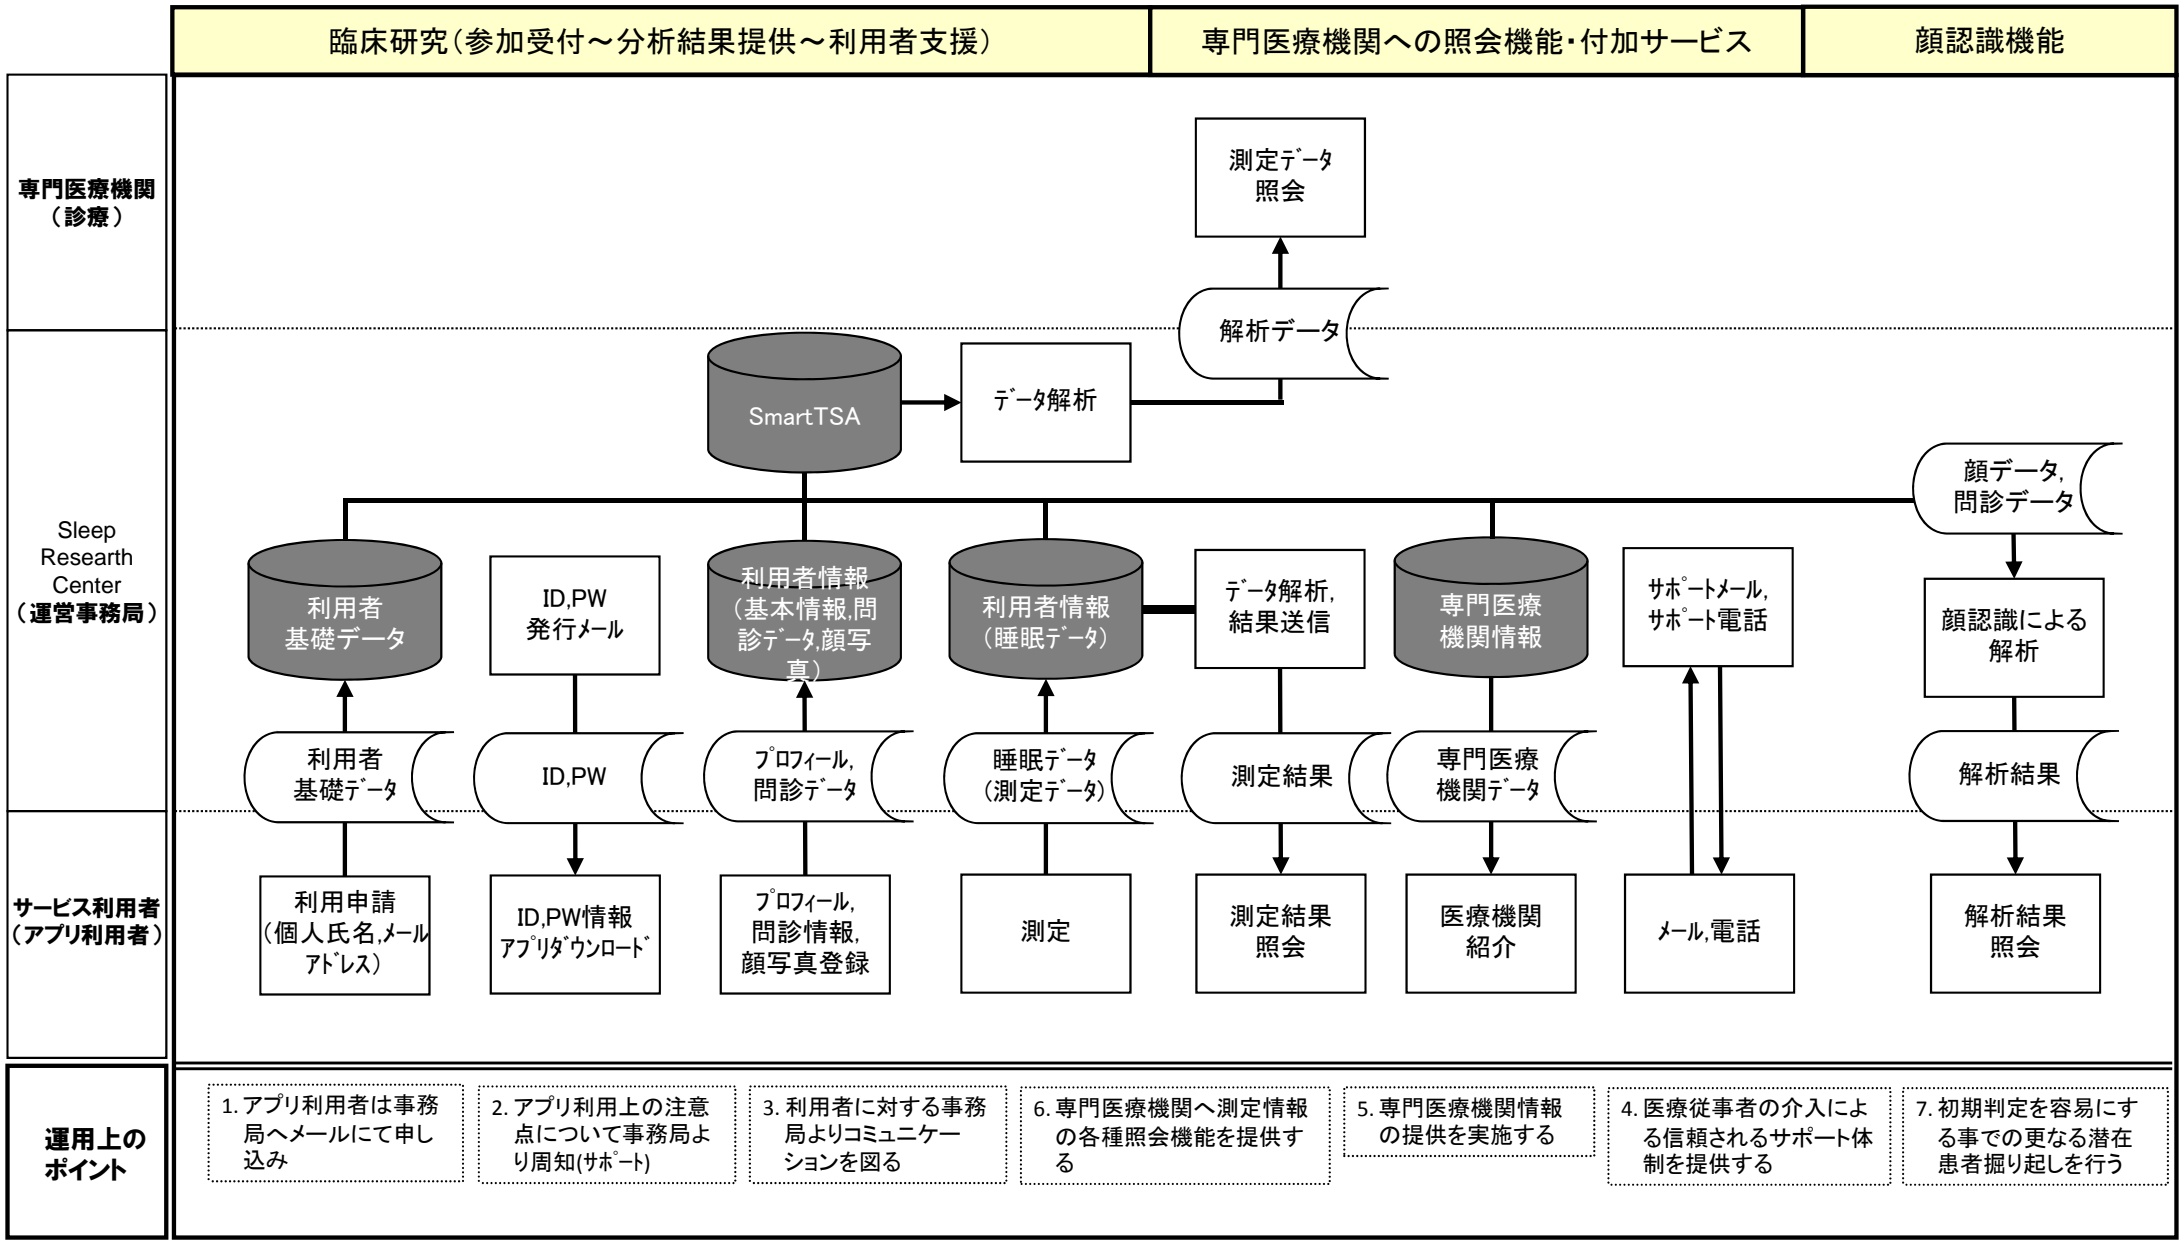 臨床研究（参加受付～分析結果提供～利用者支援）
専門医療機関への照会機能・付加サービス
顔認識機能
専門医療機関
（診療）
測定ﾃﾞｰﾀ
照会
解析データ
SmartTSA
ﾃﾞｰﾀ解析
Sleep
Researth
Center
（運営事務局）
顔データ,
問診データ
利用者
基礎データ
ID,PW
発行ﾒｰﾙ
利用者情報
（基本情報,問
診ﾃﾞｰﾀ,顔写
真）
利用者情報
（睡眠ﾃﾞｰﾀ）
ﾃﾞｰﾀ解析,
結果送信
専門医療
機関情報
ｻﾎﾟｰﾄﾒｰﾙ,
ｻﾎﾟｰﾄ電話
顔認識による
解析
利用者
基礎ﾃﾞｰﾀ
ID,PW
ﾌﾟﾛﾌｨｰﾙ,
問診ﾃﾞｰﾀ
睡眠ﾃﾞｰﾀ
(測定ﾃﾞｰﾀ)
測定結果
専門医療
機関ﾃﾞｰﾀ
解析結果
サービス利用者
（アプリ利用者）
利用申請
（個人氏名,ﾒｰﾙ
ｱﾄﾞﾚｽ）
ID,PW情報
ｱﾌﾟﾘﾀﾞｳﾝﾛｰﾄﾞ
ﾌﾟﾛﾌｨｰﾙ,
問診情報,
顔写真登録
測定
測定結果
照会
医療機関
紹介
ﾒｰﾙ,電話
解析結果
照会
運用上の
ポイント
1. アプリ利用者は事務
局へメールにて申し
込み
2. アプリ利用上の注意
点について事務局よ
り周知(ｻﾎﾟｰﾄ)
3. 利用者に対する事務
局よりコミュニケー
ションを図る
6. 専門医療機関へ測定情報
の各種照会機能を提供す
る
5. 専門医療機関情報
の提供を実施する
4. 医療従事者の介入によ
る信頼されるサポート体
制を提供する
7. 初期判定を容易にす
る事での更なる潜在
患者掘り起しを行う